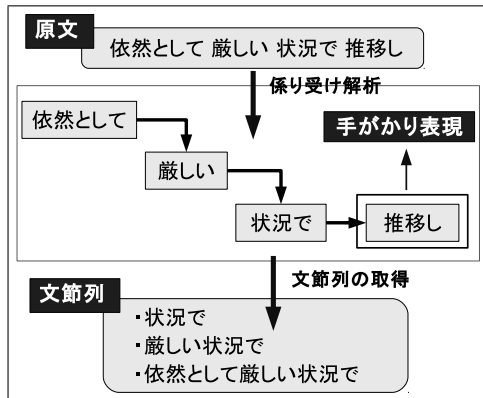 原文
依然として 厳しい 状況で 推移し
係り受け解析
依然として
手がかり表現
厳しい
状況で
推移し
文節列の取得
文節列
・状況で
・厳しい状況で
・依然として厳しい状況で